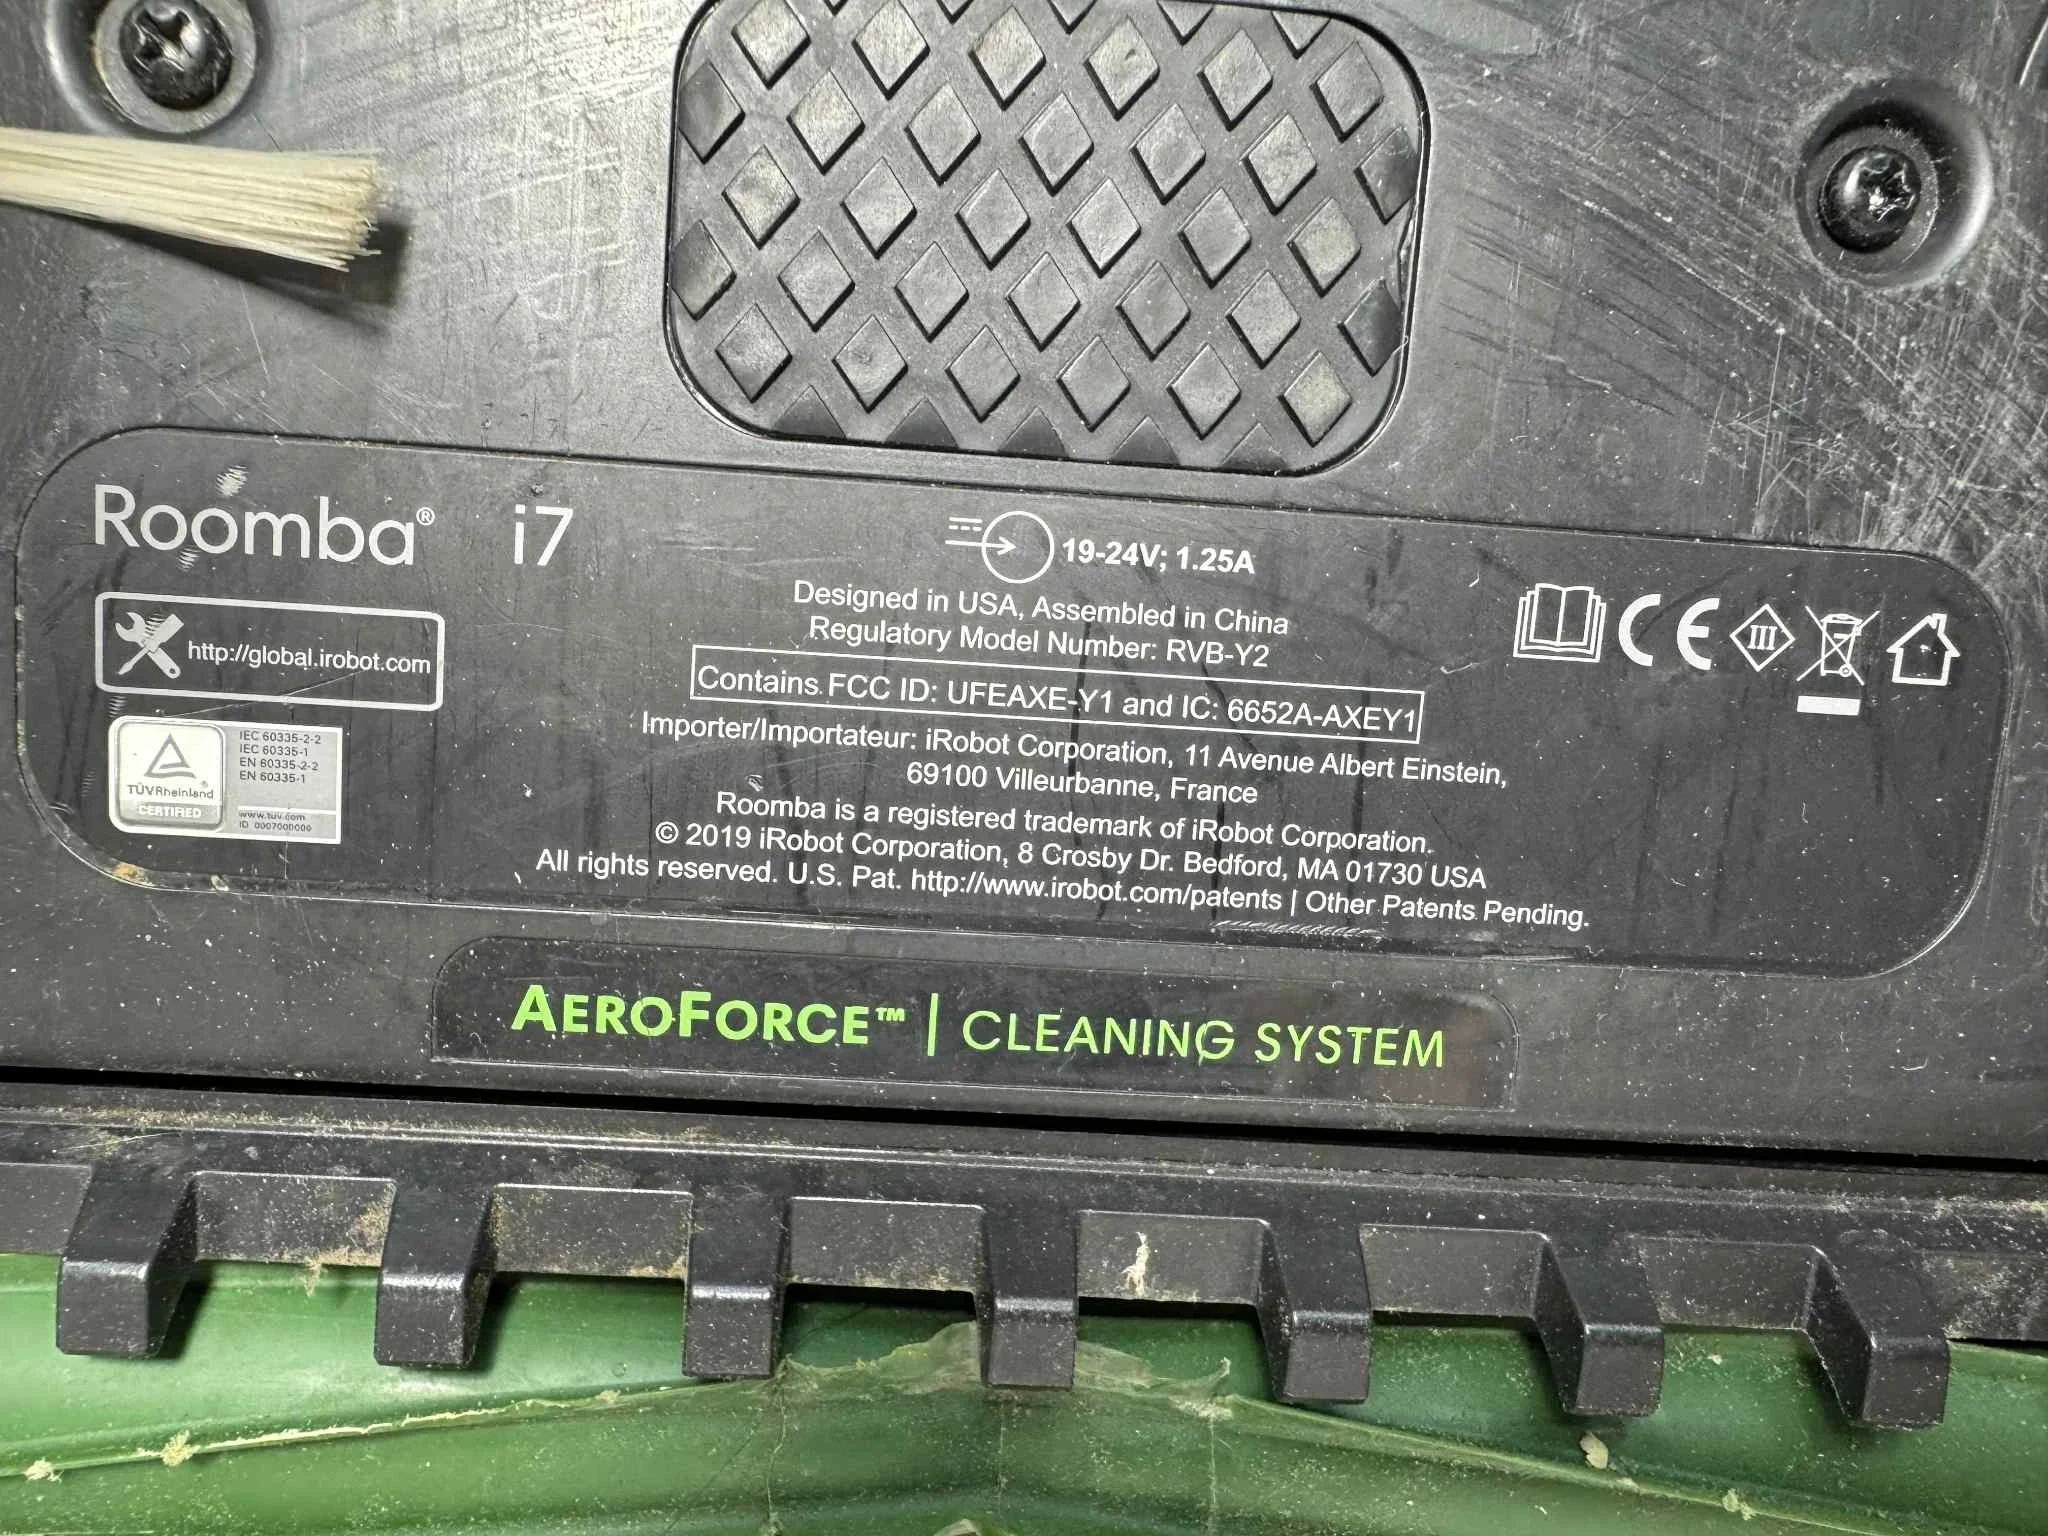 Roomba® i7
http://global.irobot.com
TÜVRheinland®
CERTIFIED
IEC 60335-2-2
IEC 60335-1
EN 60335-2-2
EN 60335-1
www.tuv.com
ID 0007000000
19-24V; 1.25A
Designed in USA, Assembled in China
Regulatory Model Number: RVB-Y2
Contains FCC ID: UFEAXE-Y1 and IC: 6652A-AXEY1
Importer/Importateur: iRobot Corporation, 11 Avenue Albert Einstein,
69100 Villeurbanne, France
Roomba is a registered trademark of iRobot Corporation.
© 2019 iRobot Corporation, 8 Crosby Dr. Bedford, MA 01730 USA
All rights reserved. U.S. Pat. http://www.irobot.com/patents | Other Patents Pending.
CE
III
AEROFORCE™ | CLEANING SYSTEM